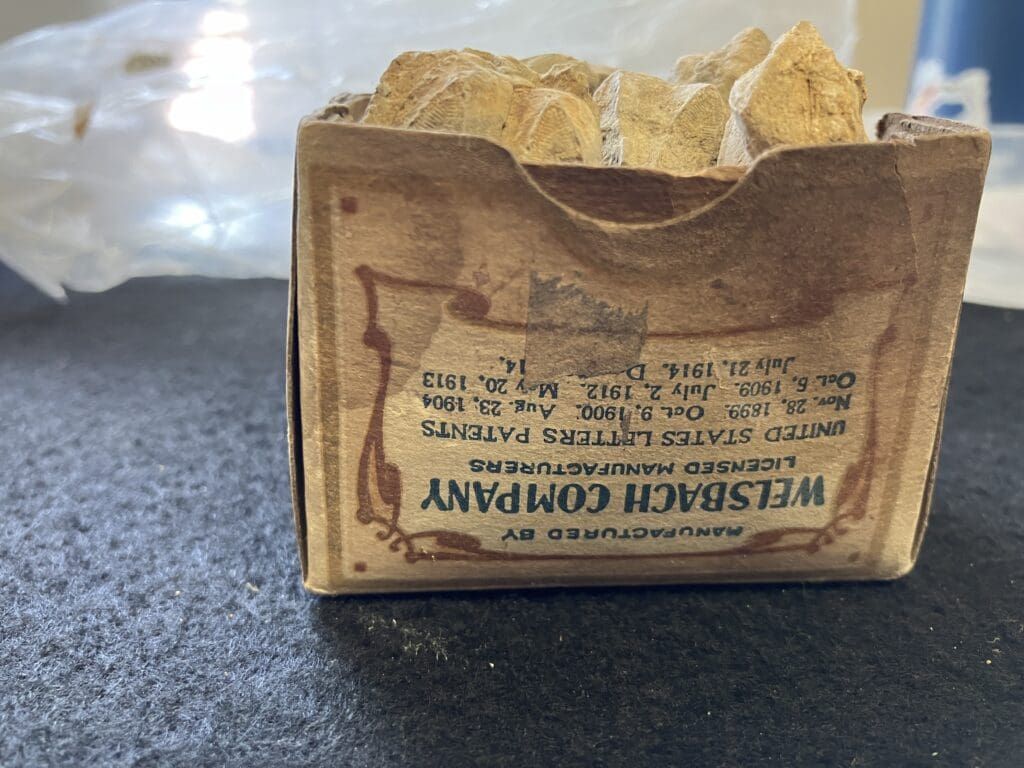 MANUFACTURED BY
WELSBACH COMPANY
LICENSED MANUFACTURERS
UNITED STATES LETTERS PATENTS
Nov. 28, 1899. Oct. 9, 1900. Aug. 23, 1904
Oct. 5, 1909. July 2, 1912. May 20, 1913
July 21, 1914. D 14.